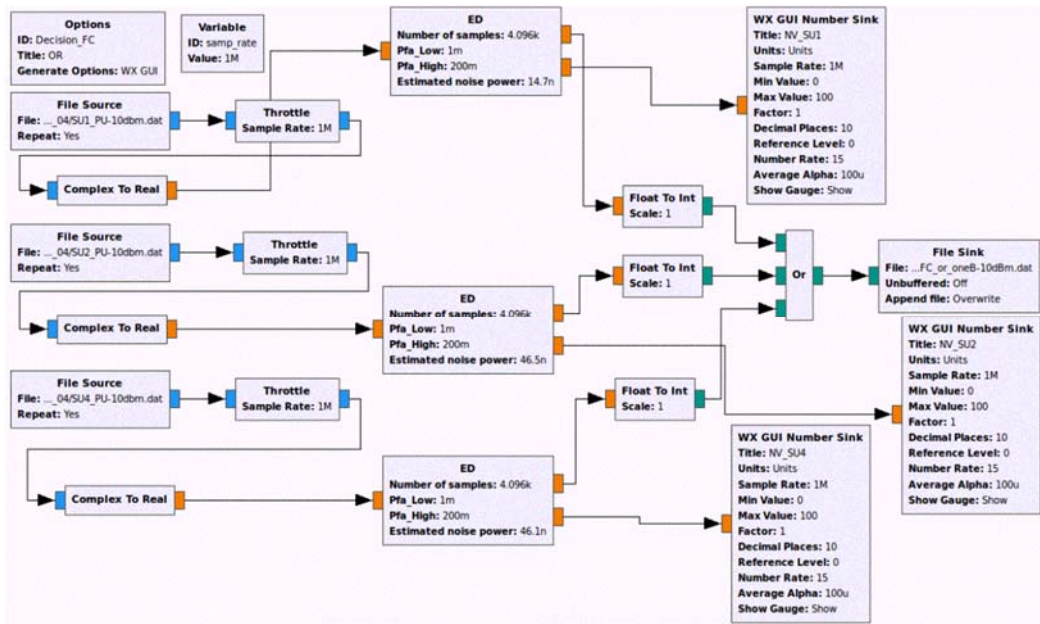 Options
ID: Decision_FC
Title: OR
Generate Options: WX GUI
Variable
ID: samp_rate
Value: 1M
ED
Number of samples: 4.096k
Pfa_Low: 1m
Pfa_High: 200m
Estimated noise power: 14.7n
WX GUI Number Sink
Title: NV_SU1
Units: Units
Sample Rate: 1M
Min Value: 0
Max Value: 100
Factor: 1
Decimal Places: 10
Reference Level: 0
Number Rate: 15
Average Alpha: 100u
Show Gauge: Show
File Source
File: ..._04/SU1_PU-10dbm.dat
Repeat: Yes
Throttle
Sample Rate: 1M
Complex To Real
Float To Int
Scale: 1
File Source
File: ..._04/SU2_PU-10dbm.dat
Repeat: Yes
Throttle
Sample Rate: 1M
Float To Int
Scale: 1
Or
File Sink
File: ...FC_or_oneB-10dBm.dat
Unbuffered: Off
Append file: Overwrite
Complex To Real
ED
Number of samples: 4.096k
Pfa_Low: 1m
Pfa_High: 200m
Estimated noise power: 46.5n
WX GUI Number Sink
Title: NV_SU2
Units: Units
Sample Rate: 1M
Min Value: 0
Max Value: 100
Factor: 1
Decimal Places: 10
Reference Level: 0
Number Rate: 15
Average Alpha: 100u
Show Gauge: Show
File Source
File: ..._04/SU4_PU-10dbm.dat
Repeat: Yes
Throttle
Sample Rate: 1M
Float To Int
Scale: 1
Complex To Real
ED
Number of samples: 4.096k
Pfa_Low: 1m
Pfa_High: 200m
Estimated noise power: 46.1n
WX GUI Number Sink
Title: NV_SU4
Units: Units
Sample Rate: 1M
Min Value: 0
Max Value: 100
Factor: 1
Decimal Places: 10
Reference Level: 0
Number Rate: 15
Average Alpha: 100u
Show Gauge: Show